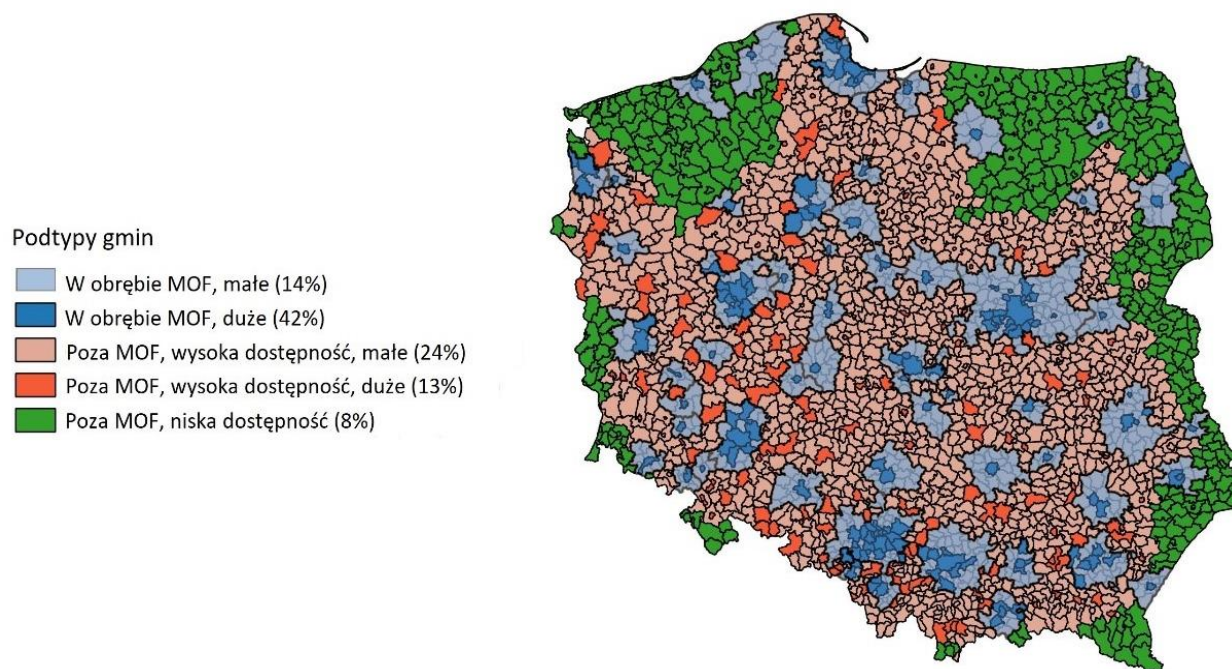 Podtypy gmin
W obrębie MOF, małe (14%)
W obrębie MOF, duże (42%)
Poza MOF, wysoka dostępność, małe (24%)
Poza MOF, wysoka dostępność, duże (13%)
Poza MOF, niska dostępność (8%)